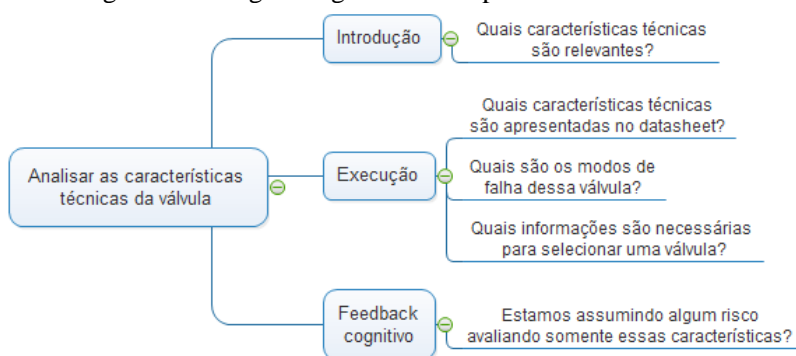 Introdução
Quais características técnicas
são relevantes?
Analisar as características
técnicas da válvula
Execução
Quais características técnicas
são apresentadas no datasheet?
Quais são os modos de
falha dessa válvula?
Quais informações são necessárias
para selecionar uma válvula?
Feedback
cognitivo
Estamos assumindo algum risco
avaliando somente essas características?